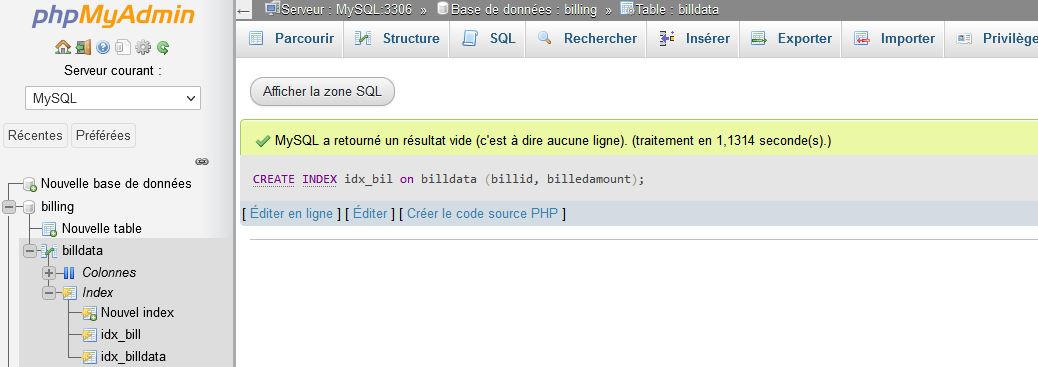 phpMyAdmin
Serveur courant :
MySQL
Récentes Préférées
Nouvelle base de données
billing
Nouvelle table
billdata
Colonnes
Index
Nouvel index
idx_bill
idx_billdata
Serveur : MySQL:3306 » Base de données : billing » Table : billdata
Parcourir Structure SQL Rechercher Insérer Exporter Importer Privilège
Afficher la zone SQL
MySQL a retourné un résultat vide (c'est à dire aucune ligne). (traitement en 1,1314 seconde(s).)
CREATE INDEX idx_bil on billdata (billid, billedamount);
[ Éditer en ligne ] [ Éditer ] [ Créer le code source PHP ]